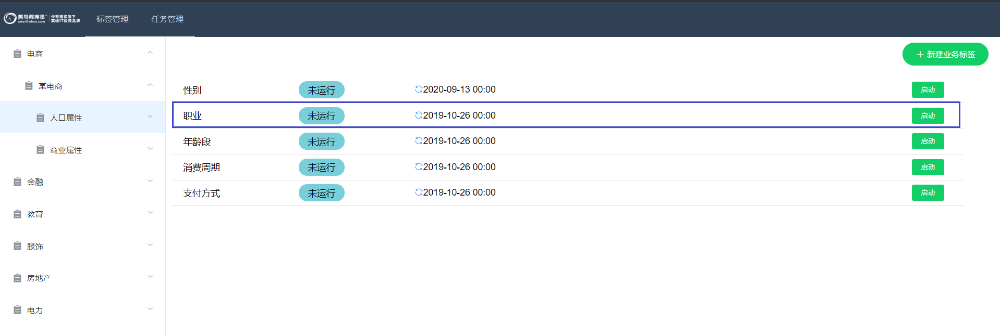 黑马程序员
www.itheima.com
传智播客旗下
高端IT教育品牌
标签管理
任务管理
电商
某电商
人口属性
商业属性
金融
教育
服饰
房地产
电力
新建业务标签
性别 未运行 2020-09-13 00:00 启动
职业 未运行 2019-10-26 00:00 启动
年龄段 未运行 2019-10-26 00:00 启动
消费周期 未运行 2019-10-26 00:00 启动
支付方式 未运行 2019-10-26 00:00 启动